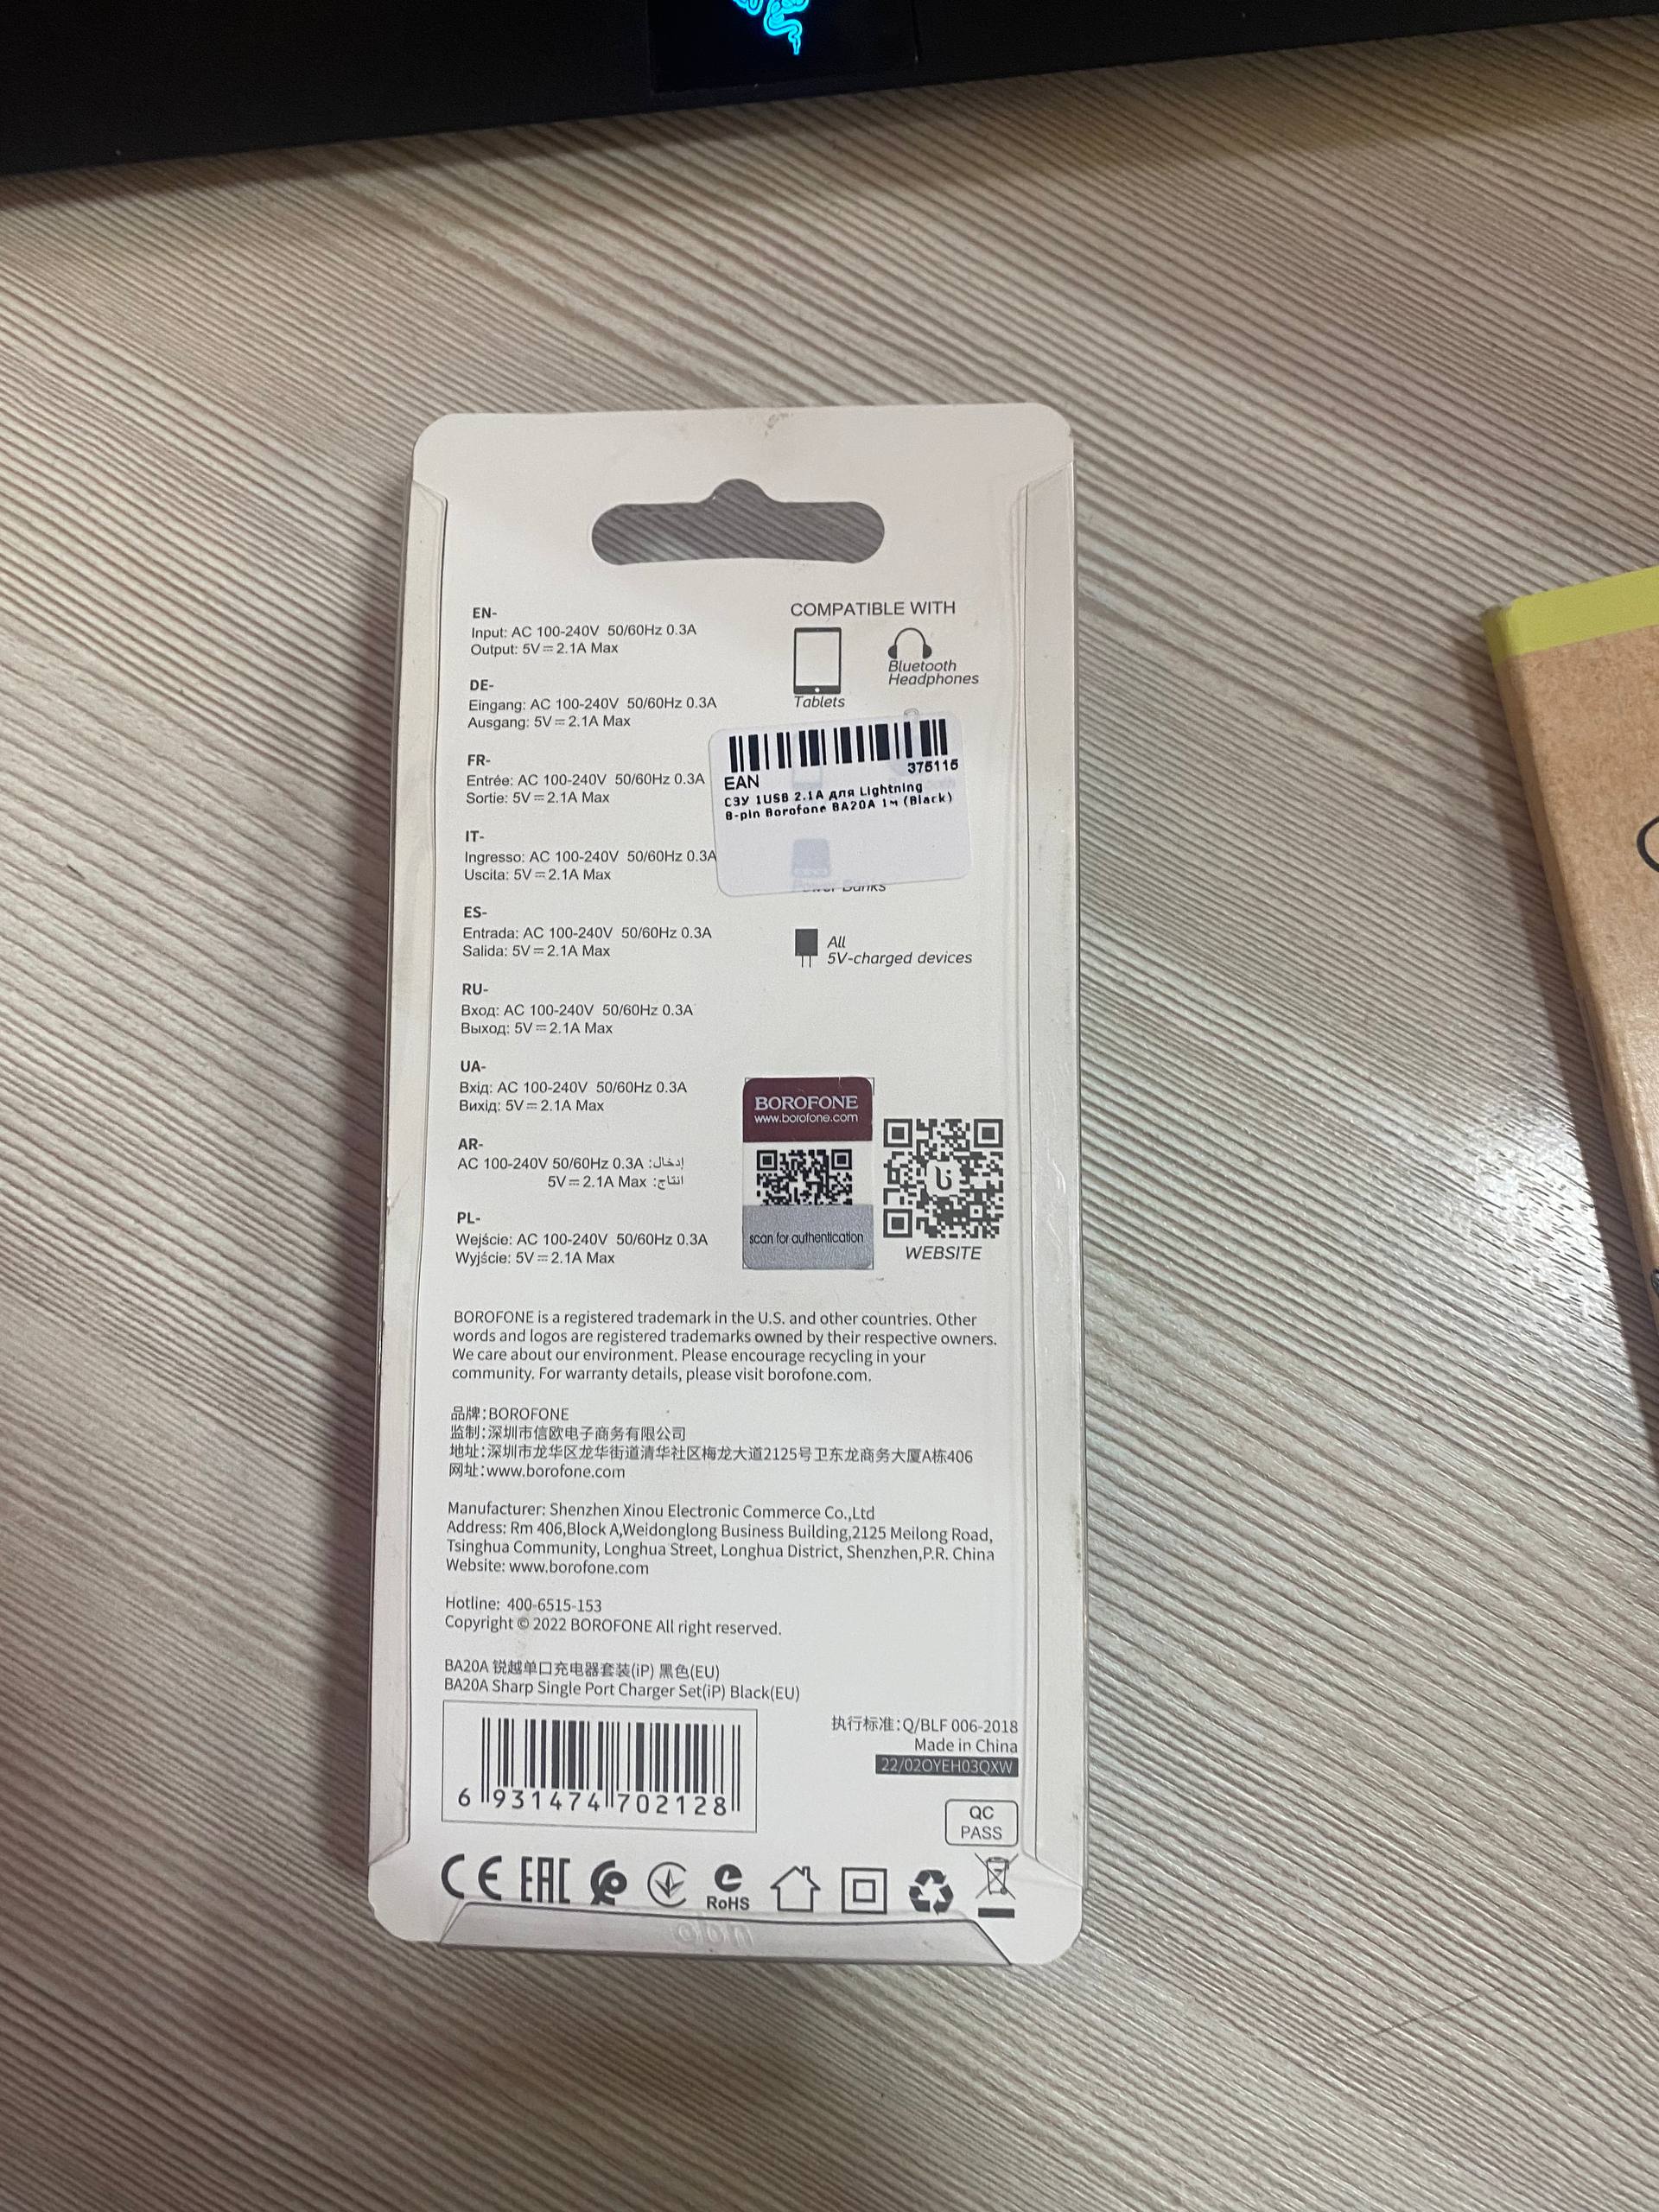 EN-
Input: AC 100-240V 50/60Hz 0.3A
Output: 5V⎓2.1A Max
DE-
Eingang: AC 100-240V 50/60Hz 0.3A
Ausgang: 5V⎓2.1A Max
FR-
Entrée: AC 100-240V 50/60Hz 0.3A
Sortie: 5V⎓2.1A Max
IT-
Ingresso: AC 100-240V 50/60Hz 0.3A
Uscita: 5V⎓2.1A Max
ES-
Entrada: AC 100-240V 50/60Hz 0.3A
Salida: 5V⎓2.1A Max
RU-
Вход: AC 100-240V 50/60Hz 0.3A
Выход: 5V⎓2.1A Max
UA-
Вхід: AC 100-240V 50/60Hz 0.3A
Вихід: 5V⎓2.1A Max
AR-
AC 100-240V 50/60Hz 0.3A :إدخال
5V⎓2.1A Max :انتاج
PL-
Wejście: AC 100-240V 50/60Hz 0.3A
Wyjście: 5V⎓2.1A Max
COMPATIBLE WITH
Tablets
Bluetooth
Headphones
375115
EAN
СЗУ 1USB 2.1A для Lightning
8-pin Borofone BA20A 1м (Black)
Banks
All
5V-charged devices
BOROFONE
www.borofone.com
scan for authentication
WEBSITE
BOROFONE is a registered trademark in the U.S. and other countries. Other
words and logos are registered trademarks owned by their respective owners.
We care about our environment. Please encourage recycling in your
community. For warranty details, please visit borofone.com.
品牌:BOROFONE
监制:深圳市信欧电子商务有限公司
地址:深圳市龙华区龙华街道清华社区梅龙大道2125号卫东龙商务大厦A栋406
网址:www.borofone.com
Manufacturer: Shenzhen Xinou Electronic Commerce Co.,Ltd
Address: Rm 406,Block A,Weidonglong Business Building,2125 Meilong Road,
Tsinghua Community, Longhua Street, Longhua District, Shenzhen,P.R. China
Website: www.borofone.com
Hotline: 400-6515-153
Copyright © 2022 BOROFONE All right reserved.
BA20A 锐越单口充电器套装(iP) 黑色(EU)
BA20A Sharp Single Port Charger Set(iP) Black(EU)
6 931474 702128
执行标准:Q/BLF 006-2018
Made in China
22/02OYEH03QXW
QC
PASS
CE EAC
RoHS